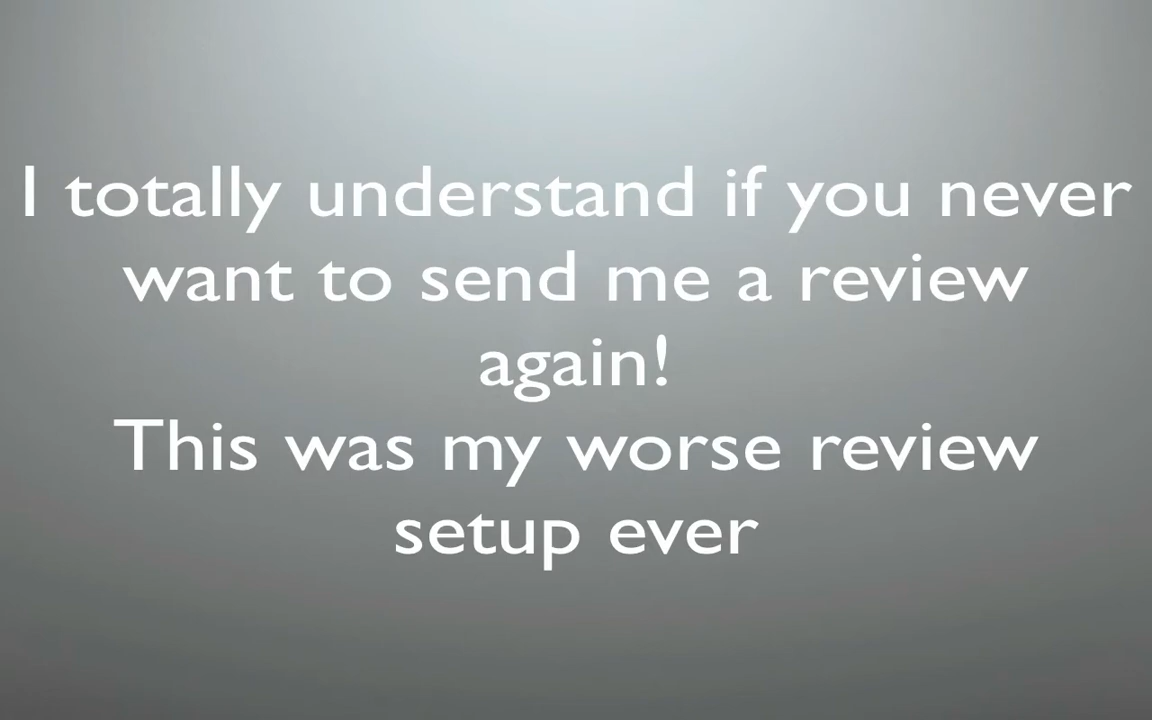 I totally understand if you never
want to send me a review
again!
This was my worse review
setup ever